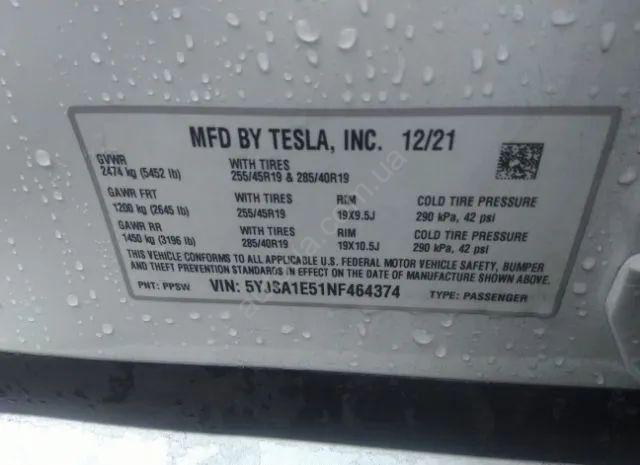 MFD BY TESLA, INC. 12/21
GVWR
2474 kg (5452 lb)
WITH TIRES
255/45R19 & 285/40R19
GAWR FRT
1200 kg (2645 lb)
WITH TIRES
255/45R19
RIM
19X9.5J
COLD TIRE PRESSURE
290 kPa, 42 psi
GAWR RR
1450 kg (3196 lb)
WITH TIRES
285/40R19
RIM
19X10.5J
COLD TIRE PRESSURE
290 kPa, 42 psi
THIS VEHICLE CONFORMS TO ALL APPLICABLE U.S. FEDERAL MOTOR VEHICLE SAFETY, BUMPER
AND THEFT PREVENTION STANDARDS IN EFFECT ON THE DATE OF MANUFACTURE SHOWN ABOVE.
PNT: PPSW
VIN: 5YJSA1E51NF464374
TYPE: PASSENGER